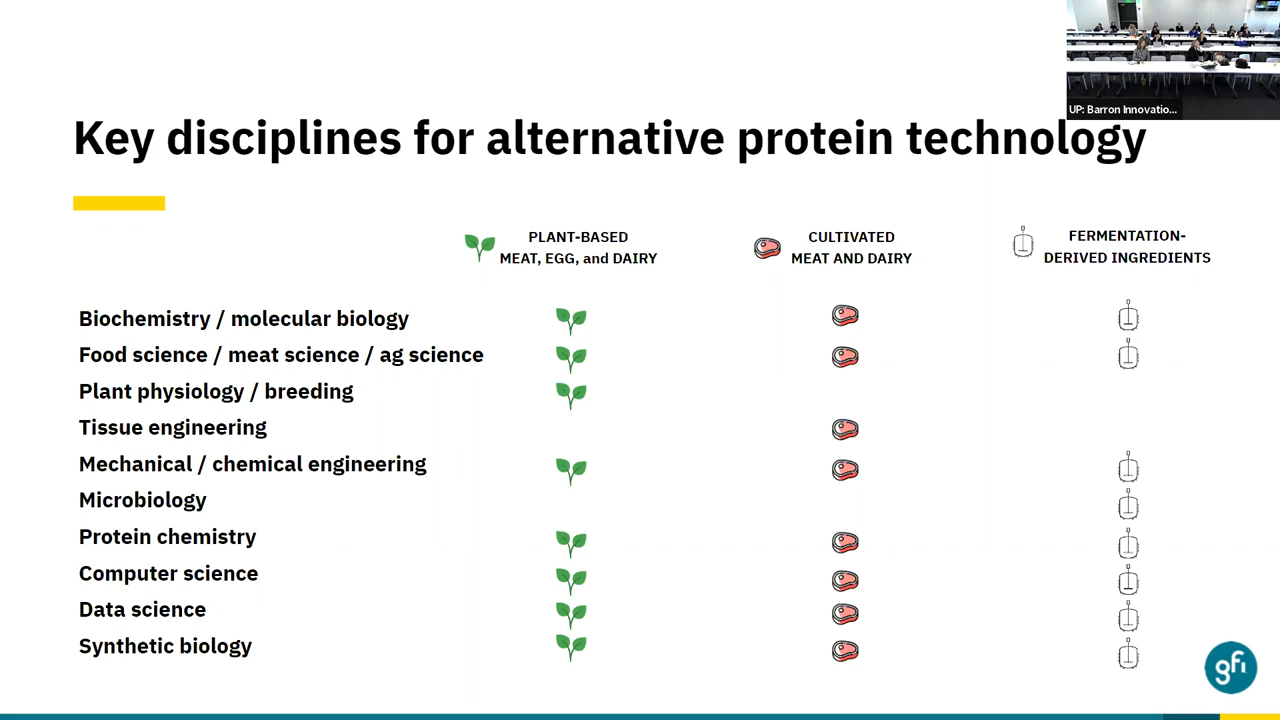 UP: Barron Innovatio...
Key disciplines for alternative protein technology
PLANT-BASED
MEAT, EGG, and DAIRY
CULTIVATED
MEAT AND DAIRY
FERMENTATION-
DERIVED INGREDIENTS
Biochemistry / molecular biology
Food science / meat science / ag science
Plant physiology / breeding
Tissue engineering
Mechanical / chemical engineering
Microbiology
Protein chemistry
Computer science
Data science
Synthetic biology
gfi